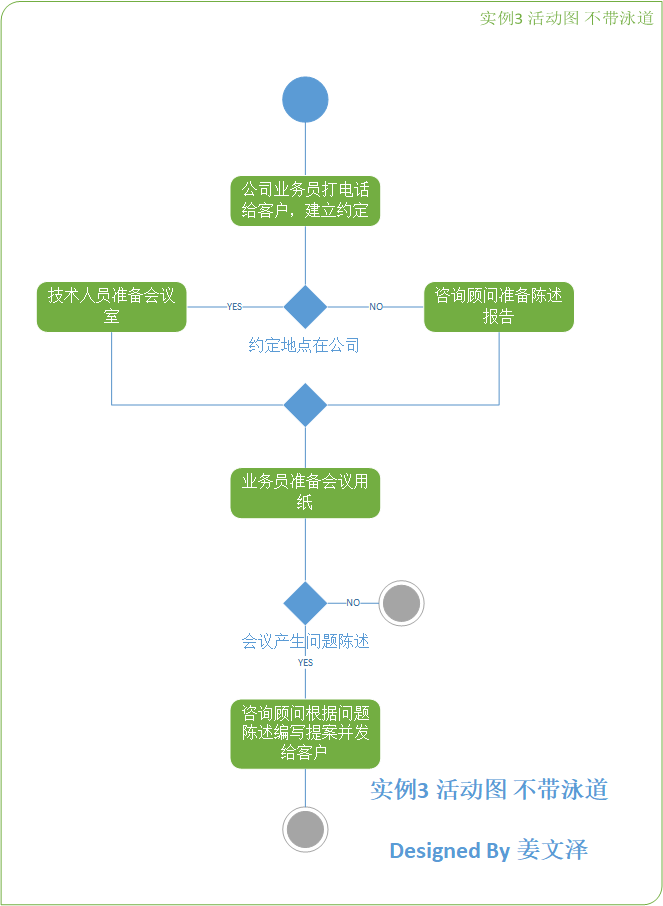 实例3 活动图 不带泳道
公司业务员打电话
给客户，建立约定
技术人员准备会议
室
YES
NO
咨询顾问准备陈述
报告
约定地点在公司
业务员准备会议用
纸
NO
会议产生问题陈述
YES
咨询顾问根据问题
陈述编写提案并发
给客户
实例3 活动图 不带泳道
Designed By 姜文泽